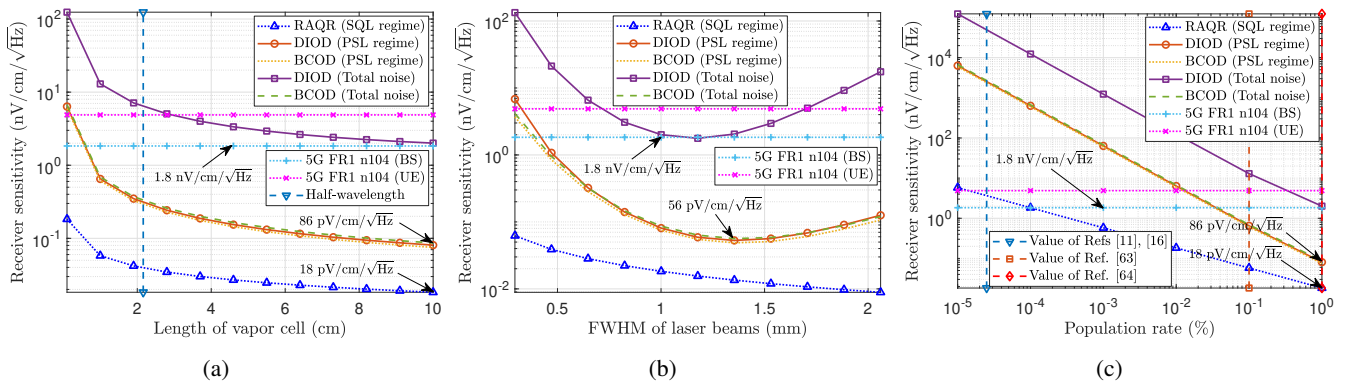 Receiver sensitivity (nV/cm/√Hz)
10²
10¹
10⁰
10⁻¹
RAQR (SQL regime)
DIOD (PSL regime)
BCOD (PSL regime)
DIOD (Total noise)
BCOD (Total noise)
5G FR1 n104 (BS)
5G FR1 n104 (UE)
Half-wavelength
1.8 nV/cm/√Hz
86 pV/cm/√Hz
18 pV/cm/√Hz
2 4 6 8 10
Length of vapor cell (cm)
(a)
Receiver sensitivity (nV/cm/√Hz)
10²
10⁰
10⁻²
RAQR (SQL regime)
DIOD (PSL regime)
BCOD (PSL regime)
DIOD (Total noise)
BCOD (Total noise)
5G FR1 n104 (BS)
5G FR1 n104 (UE)
1.8 nV/cm/√Hz
56 pV/cm/√Hz
0.5 1 1.5 2
FWHM of laser beams (mm)
(b)
Receiver sensitivity (nV/cm/√Hz)
10⁴
10²
10⁰
10⁻²
RAQR (SQL regime)
DIOD (PSL regime)
BCOD (PSL regime)
DIOD (Total noise)
BCOD (Total noise)
5G FR1 n104 (BS)
5G FR1 n104 (UE)
1.8 nV/cm/√Hz
86 pV/cm/√Hz
18 pV/cm/√Hz
Value of Refs [11], [16]
Value of Ref. [63]
Value of Ref. [64]
10⁻⁵ 10⁻⁴ 10⁻³ 10⁻² 10⁻¹ 10⁰
Population rate (%)
(c)